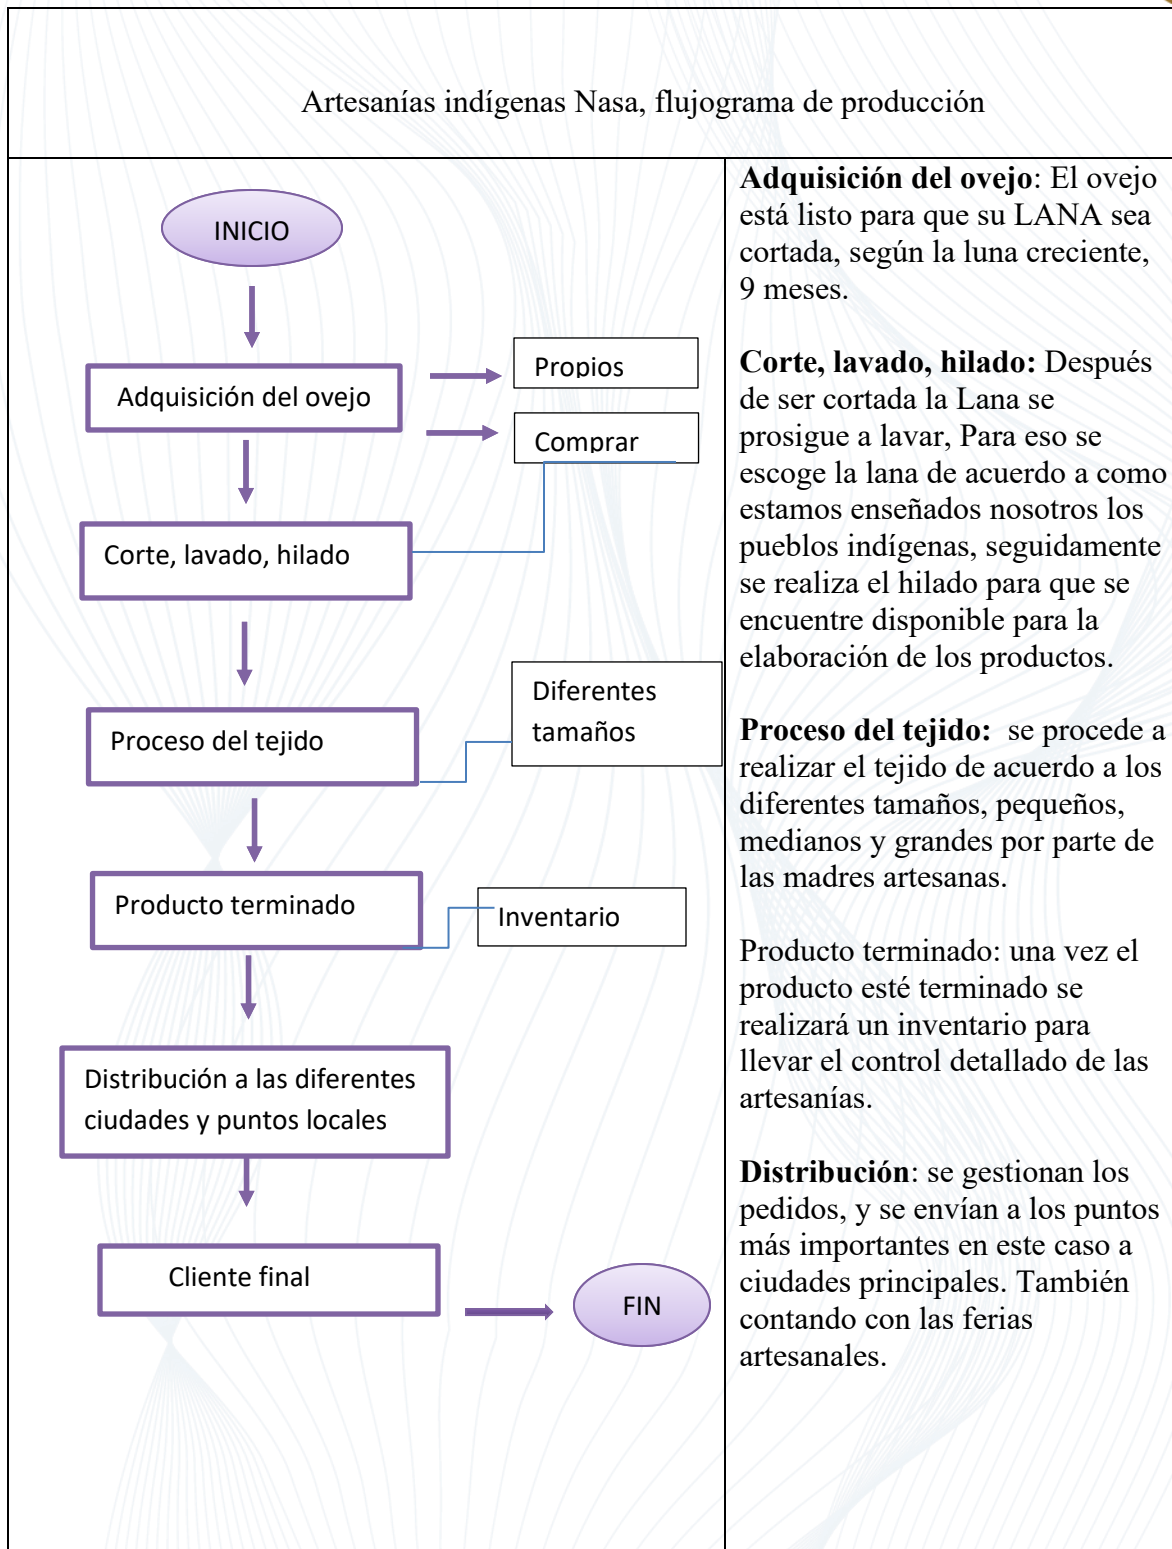 Artesanías indígenas Nasa, flujograma de producción
INICIO
Adquisición del ovejo
Propios
Comprar
Corte, lavado, hilado
Proceso del tejido
Diferentes
tamaños
Producto terminado
Inventario
Distribución a las diferentes
ciudades y puntos locales
Cliente final
FIN
Adquisición del ovejo: El ovejo
está listo para que su LANA sea
cortada, según la luna creciente,
9 meses.
Corte, lavado, hilado: Después
de ser cortada la Lana se
prosigue a lavar, Para eso se
escoge la lana de acuerdo a como
estamos enseñados nosotros los
pueblos indígenas, seguidamente
se realiza el hilado para que se
encuentre disponible para la
elaboración de los productos.
Proceso del tejido: se procede a
realizar el tejido de acuerdo a los
diferentes tamaños, pequeños,
medianos y grandes por parte de
las madres artesanas.
Producto terminado: una vez el
producto esté terminado se
realizará un inventario para
llevar el control detallado de las
artesanías.
Distribución: se gestionan los
pedidos, y se envían a los puntos
más importantes en este caso a
ciudades principales. También
contando con las ferias
artesanales.